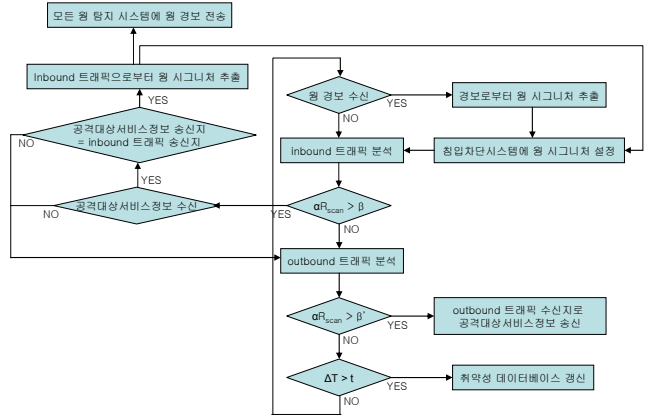 모든 웜 탐지 시스템에 웜 경보 전송
Inbound 트래픽으로부터 웜 시그니처 추출
YES
공격대상서비스정보 송신지
= inbound 트래픽 송신지
NO
YES
공격대상서비스정보 수신
NO
YES
웜 경보 수신
YES
NO
경보로부터 웜 시그니처 추출
inbound 트래픽 분석
침입차단시스템에 웜 시그니처 설정
αRscan > β
NO
outbound 트래픽 분석
αRscan > β'
YES
NO
outbound 트래픽 수신지로
공격대상서비스정보 송신
ΔT > t
YES
NO
취약성 데이터베이스 갱신